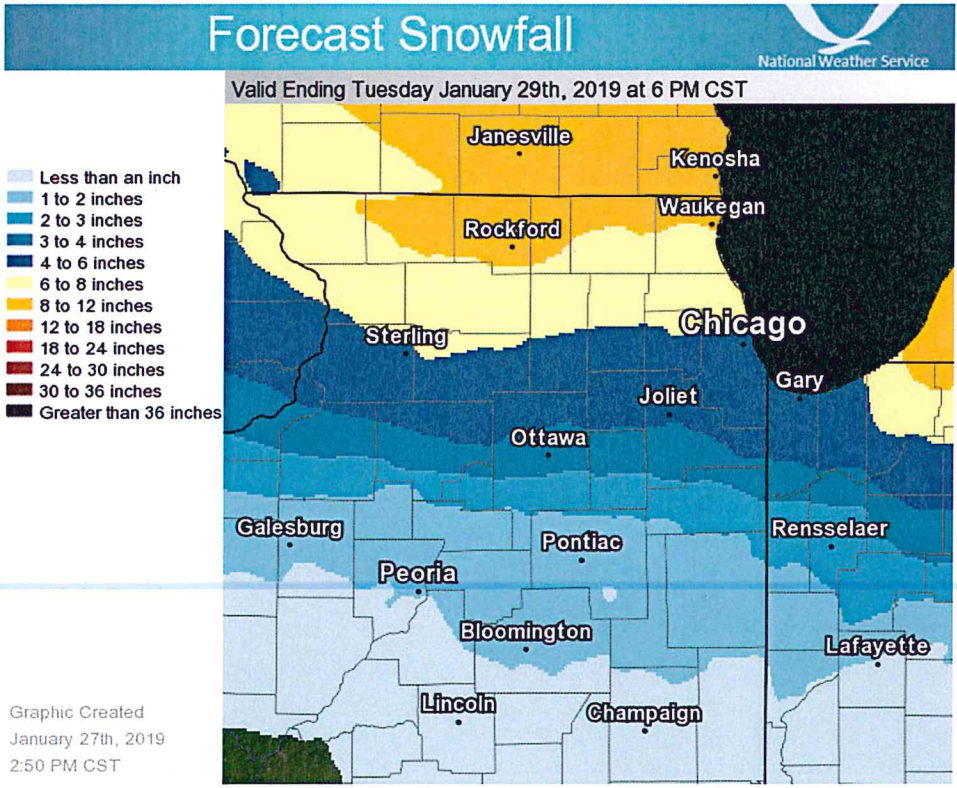 Forecast Snowfall
National Weather Service
Valid Ending Tuesday January 29th, 2019 at 6 PM CST
Less than an inch
1 to 2 inches
2 to 3 inches
3 to 4 inches
4 to 6 inches
6 to 8 inches
8 to 12 inches
12 to 18 inches
18 to 24 inches
24 to 30 inches
30 to 36 inches
Greater than 36 inches
Janesville
Kenosha
Waukegan
Rockford
Chicago
Sterling
Gary
Joliet
Ottawa
Galesburg
Pontiac
Rensselaer
Peoria
Bloomington
Lafayette
Lincoln
Champaign
Graphic Created
January 27th, 2019
2:50 PM CST